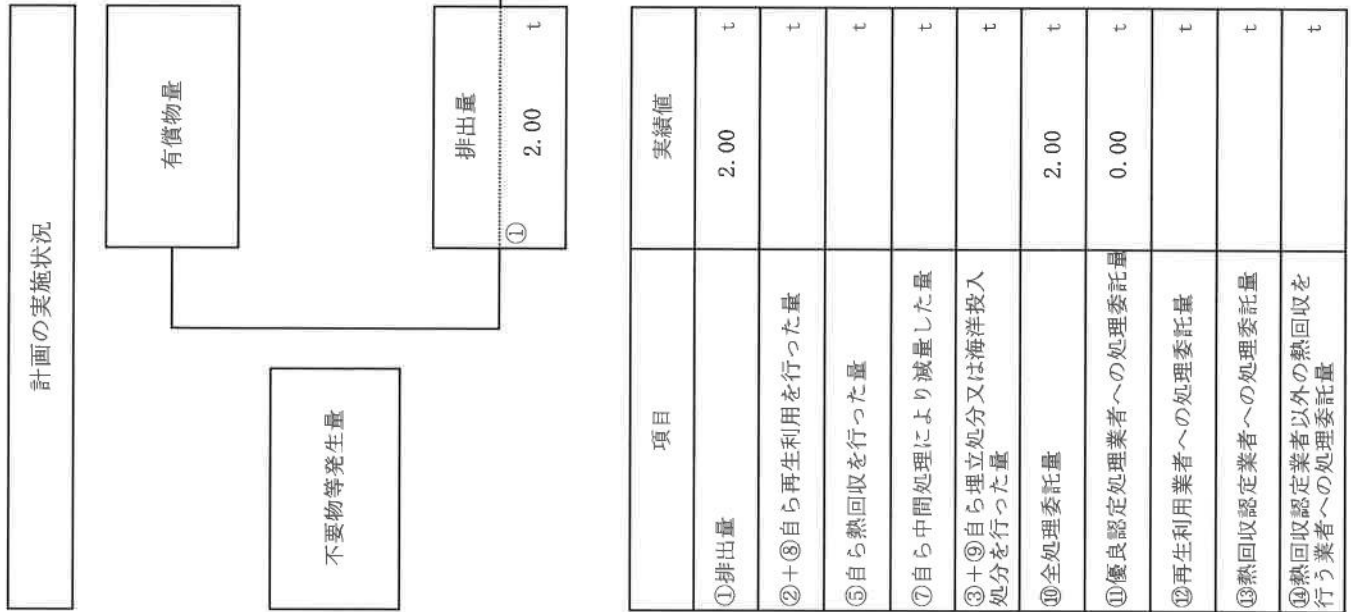 計画の実施状況
不要物等発生量
有償物量
排出量
① 2.00 t
項目 実績値
①排出量 2.00 t
②+⑧自ら再生利用を行った量 t
⑤自ら熱回収を行った量 t
⑦自ら中間処理により減量した量 t
③+⑨自ら埋立処分又は海洋投入
処分を行った量 t
⑩全処理委託量 2.00 t
⑪優良認定処理業者への処理委託量 0.00 t
⑫再生利用業者への処理委託量 t
⑬熱回収認定業者への処理委託量 t
⑭熱回収認定業者以外の熱回収を
行う業者への処理委託量 t